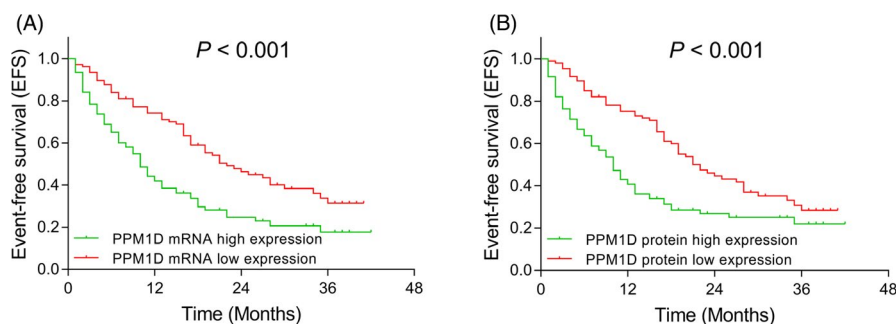 (A)
P < 0.001
Event-free survival (EFS)
1.0
0.8
0.6
0.4
0.2
0.0
PPM1D mRNA high expression
PPM1D mRNA low expression
0 12 24 36 48
Time (Months)
(B)
P < 0.001
Event-free survival (EFS)
1.0
0.8
0.6
0.4
0.2
0.0
PPM1D protein high expression
PPM1D protein low expression
0 12 24 36 48
Time (Months)